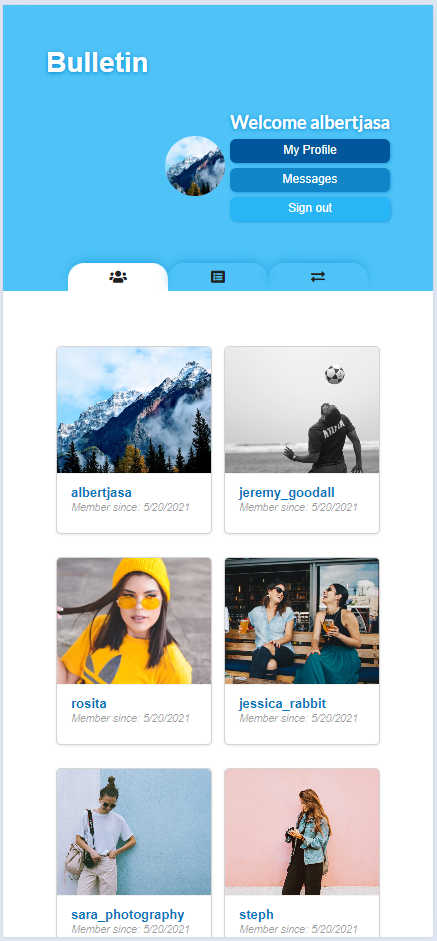 Bulletin
Welcome albertjasa
My Profile
Messages
Sign out
albertjasa
Member since: 5/20/2021
jeremy_goodall
Member since: 5/20/2021
rosita
Member since: 5/20/2021
jessica_rabbit
Member since: 5/20/2021
sara_photography
Member since: 5/20/2021
steph
Member since: 5/20/2021